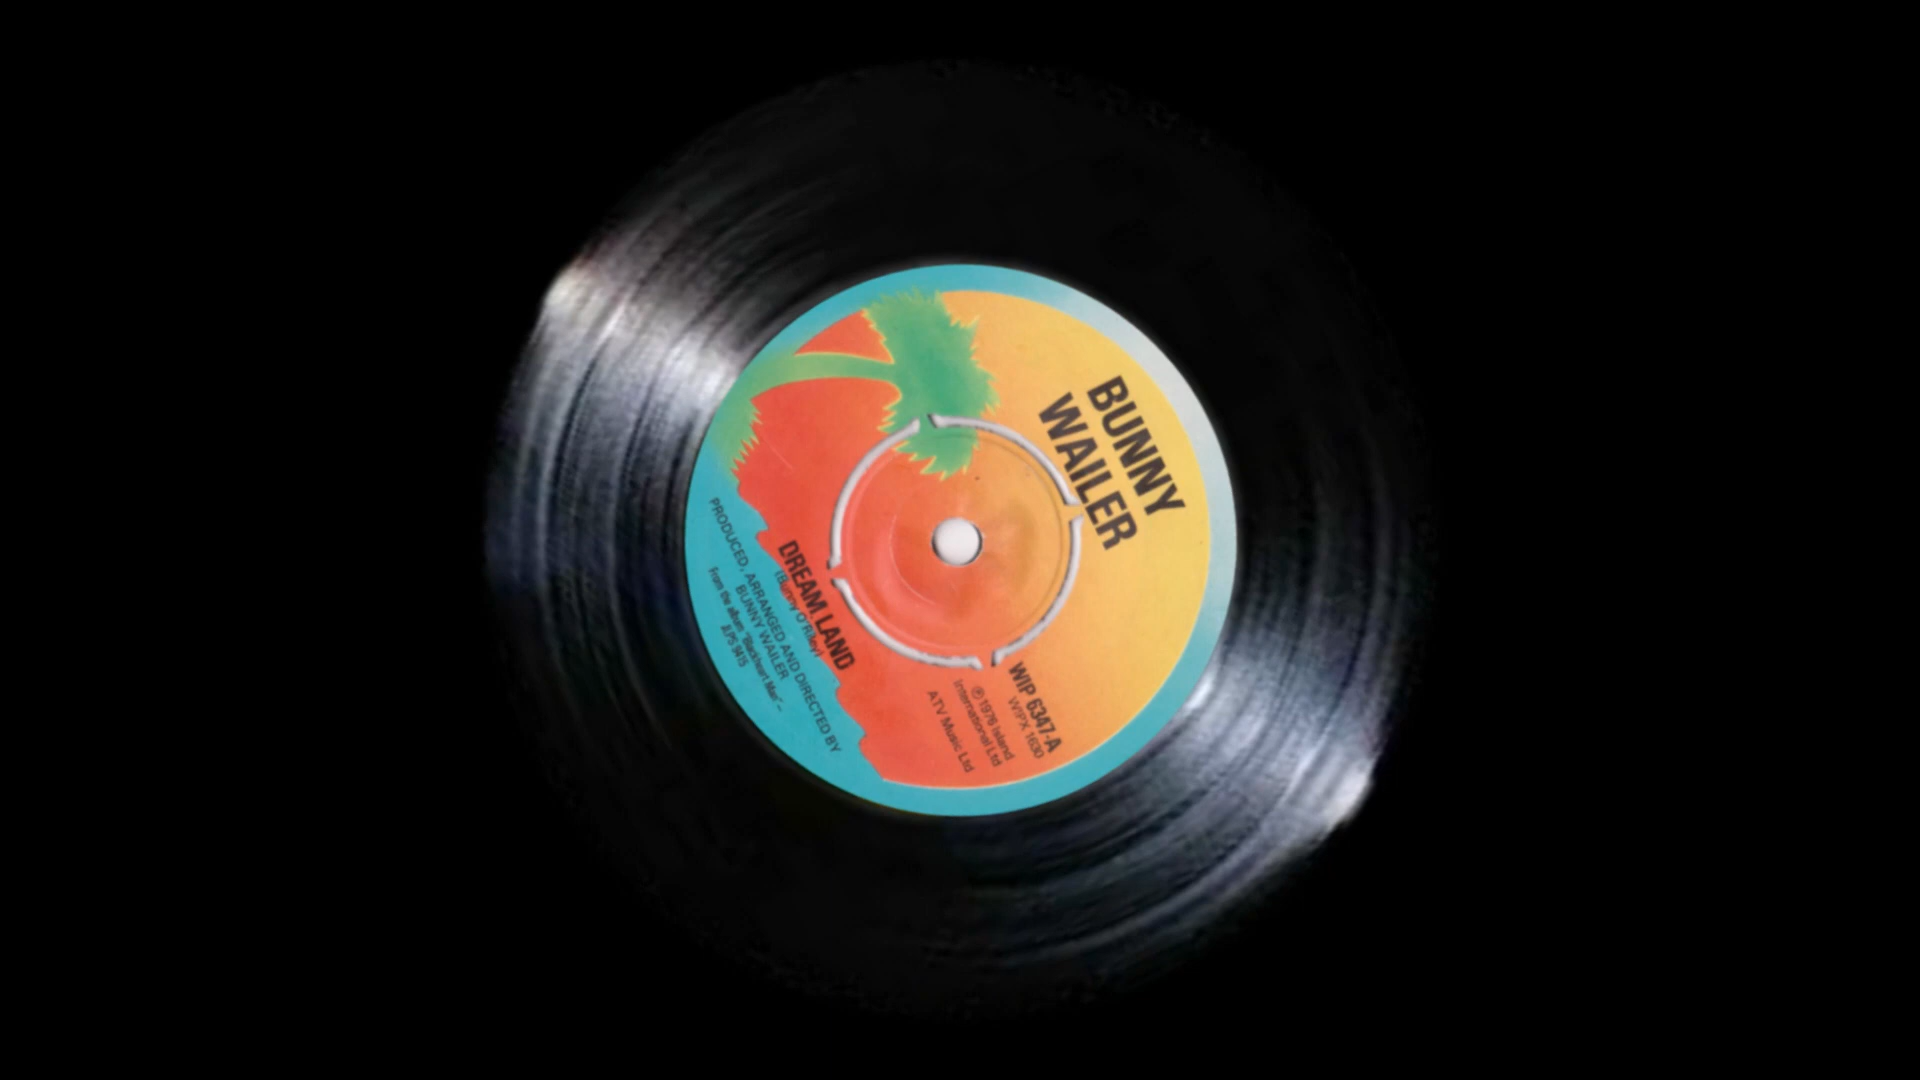 BUNNY
WAILER
WIP 6347-A
WIPX 1630
℗ 1976 Island
International Ltd
ATV Music Ltd
DREAM LAND
(Bunny O'Riley)
PRODUCED, ARRANGED AND DIRECTED BY
BUNNY WAILER
From the album "Blackheart Man" –
ILPS 9415